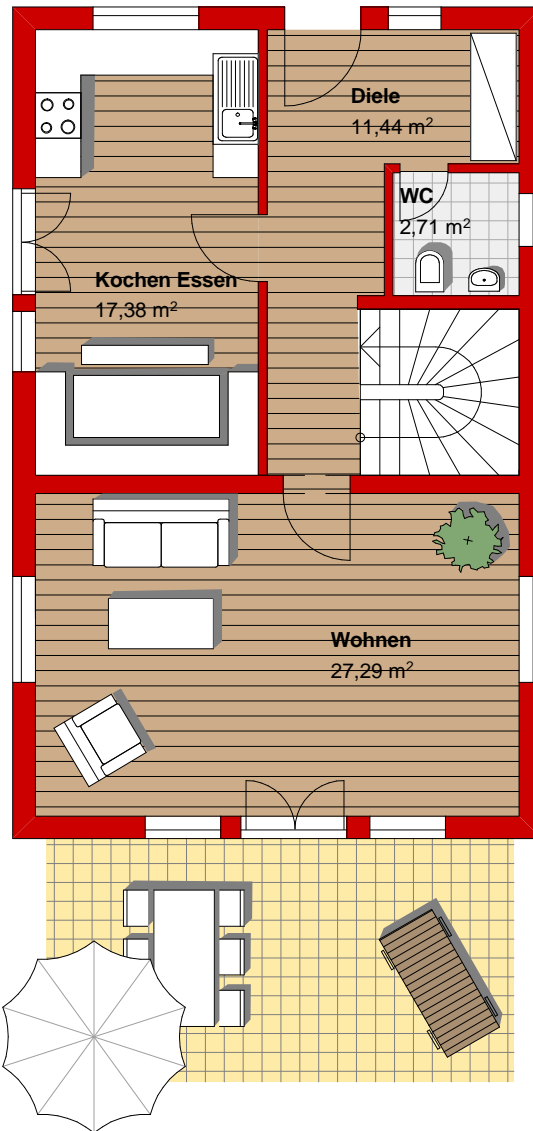 Diele
11,44 m²
WC
2,71 m²
Kochen Essen
17,38 m²
Wohnen
27,29 m²